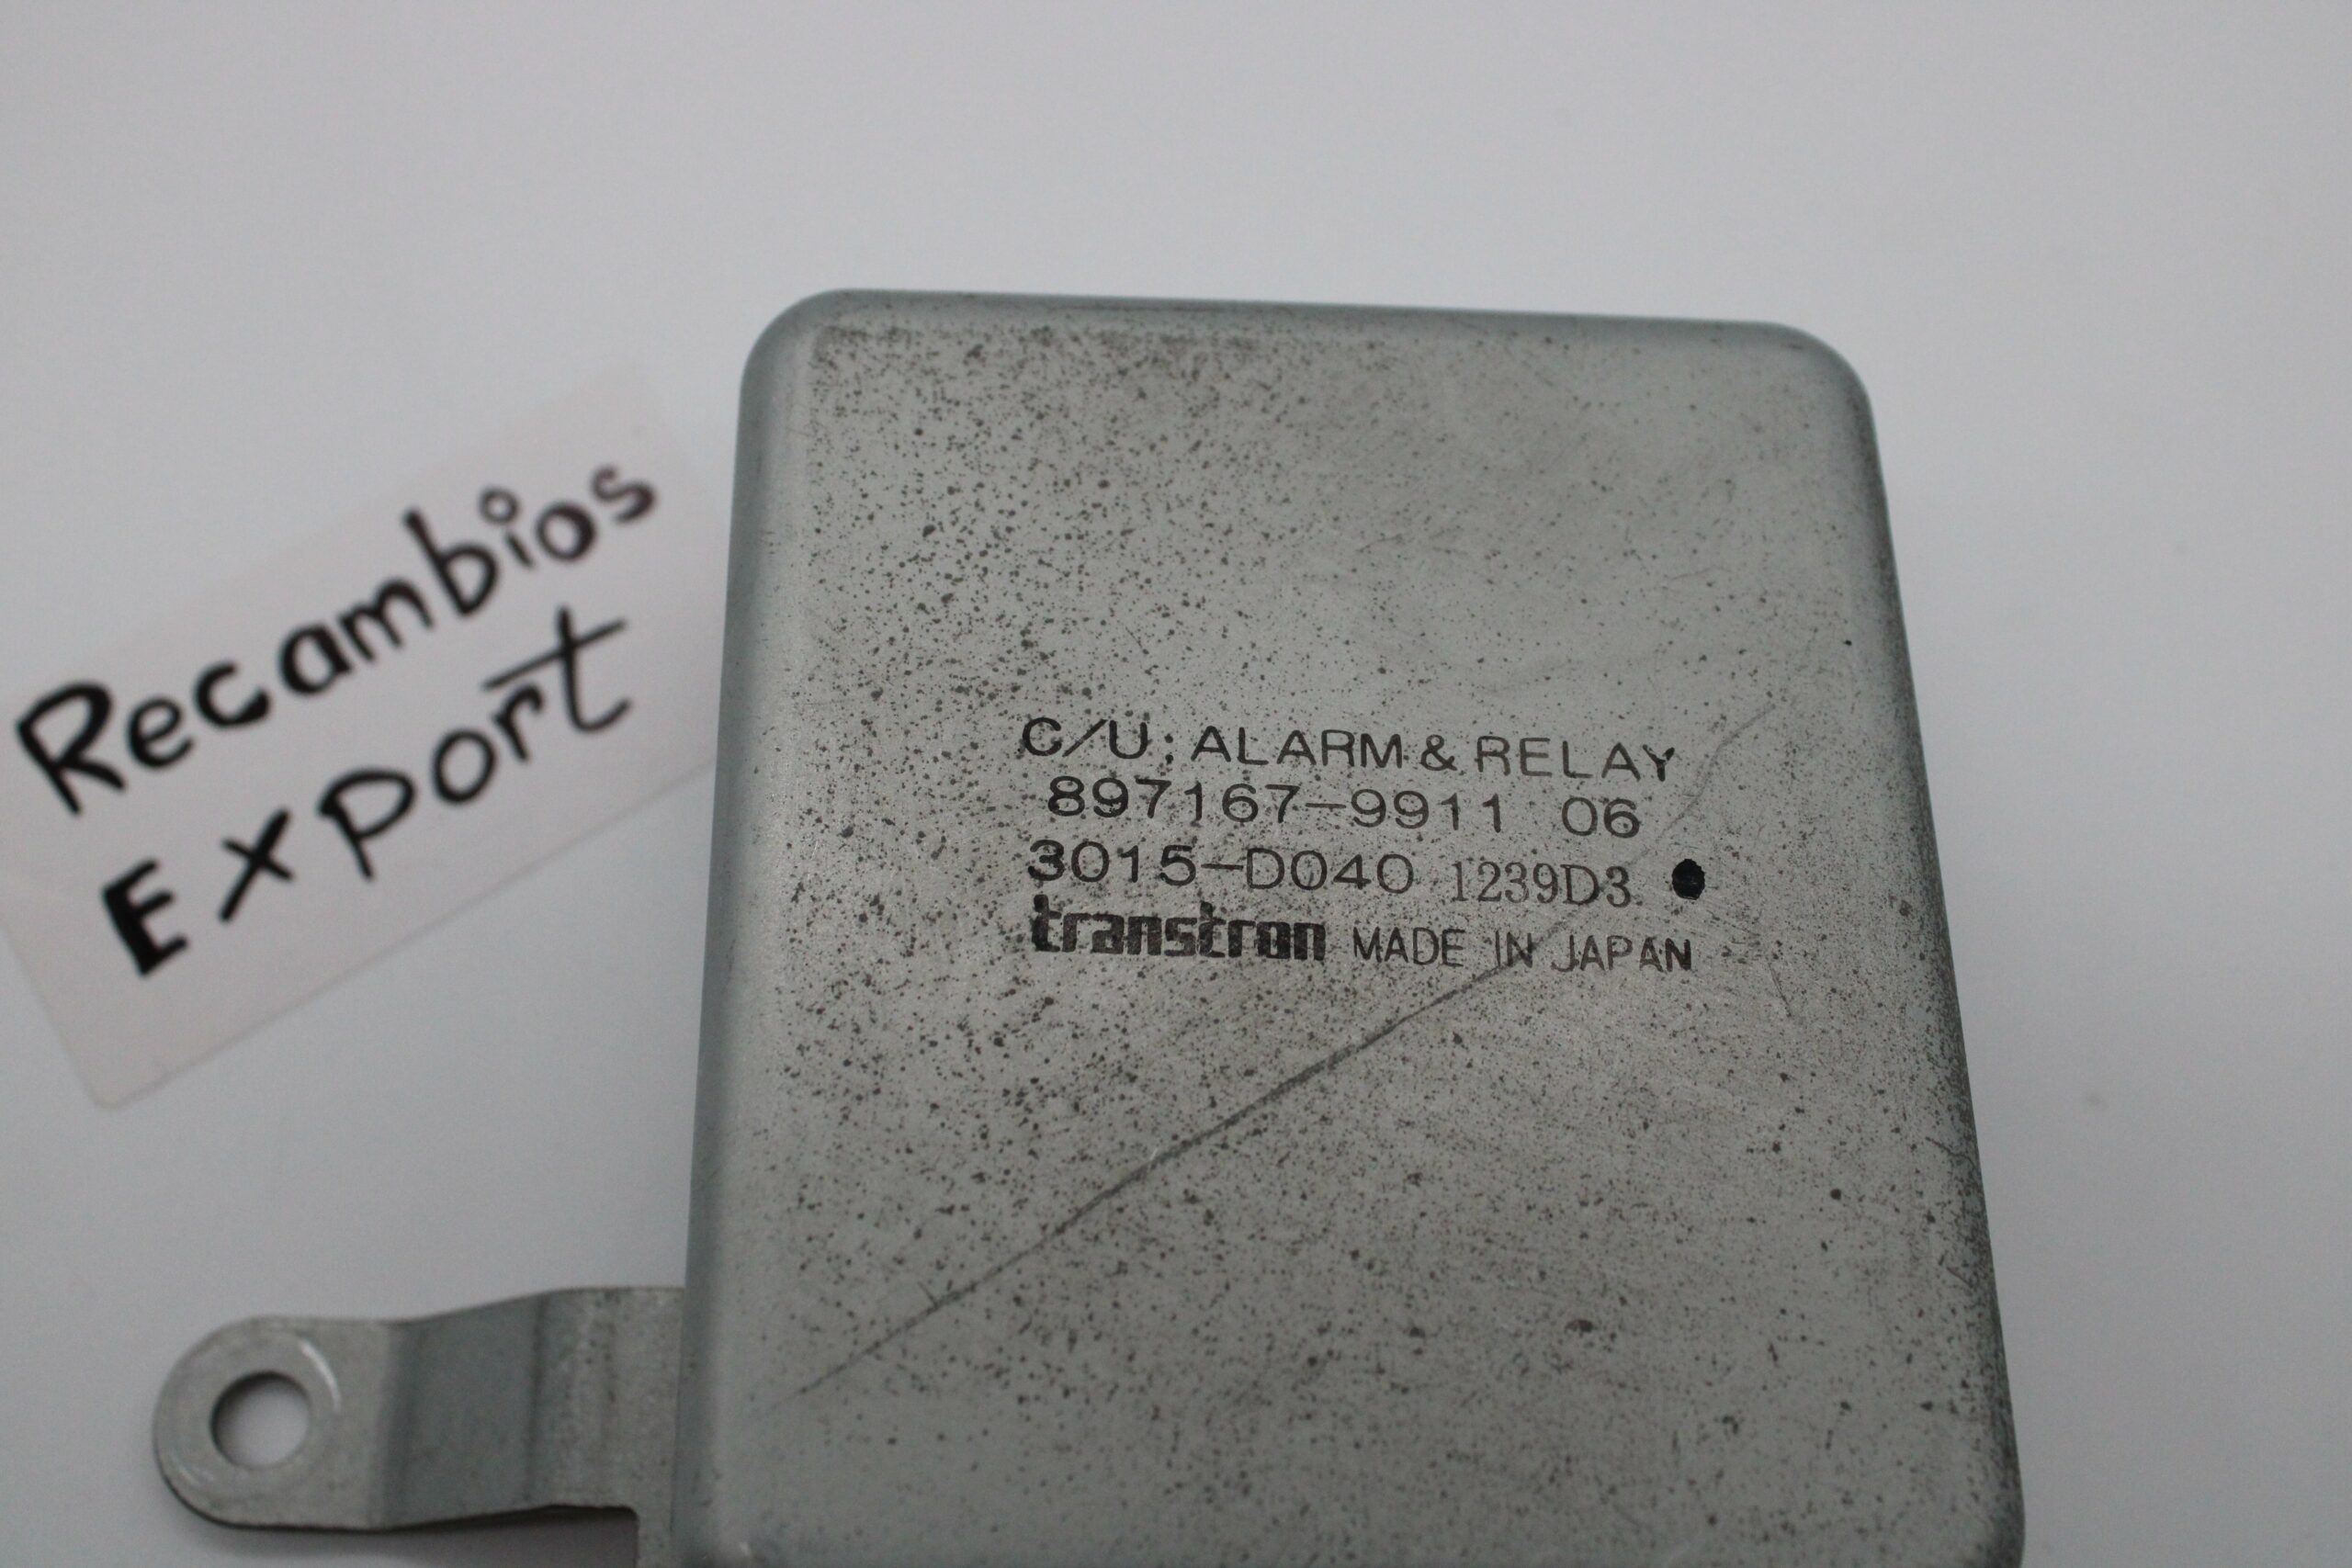 Recambios
Export
C/U; ALARM & RELAY
897167-9911 06
3015-D040 1239D3
transtron MADE IN JAPAN